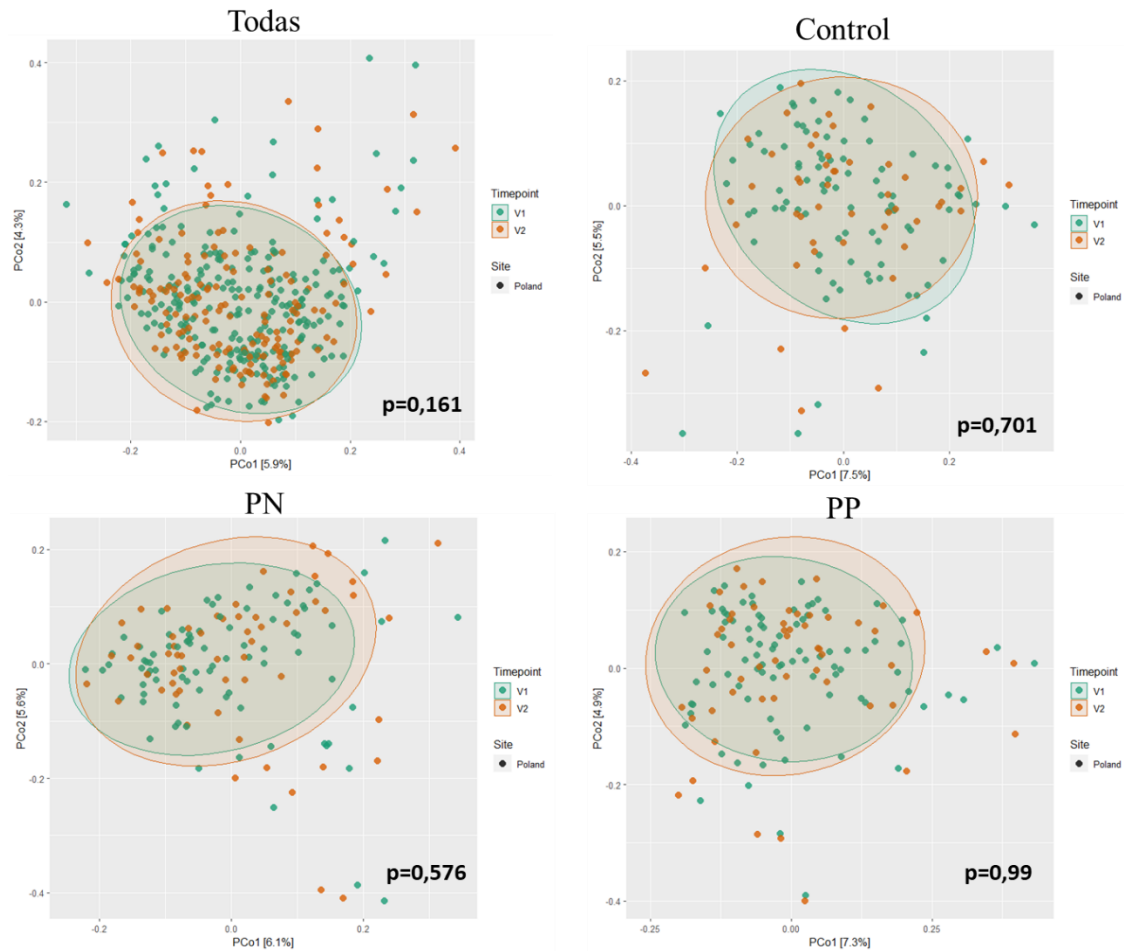 Todas
0.4
0.2
0.0
-0.2
PCo2 [4.3%]
-0.2
0.0
0.2
0.4
PCo1 [5.9%]
p=0,161
Timepoint
V1
V2
Site
Poland
Control
0.2
0.0
-0.2
PCo2 [5.5%]
-0.4
-0.2
0.0
0.2
PCo1 [7.5%]
p=0,701
Timepoint
V1
V2
Site
Poland
PN
0.2
0.0
-0.2
-0.4
PCo2 [5.6%]
-0.2
0.0
0.2
PCo1 [6.1%]
p=0,576
Timepoint
V1
V2
Site
Poland
PP
0.2
0.0
-0.2
-0.4
PCo2 [4.9%]
-0.25
0.00
0.25
PCo1 [7.3%]
p=0,99
Timepoint
V1
V2
Site
Poland